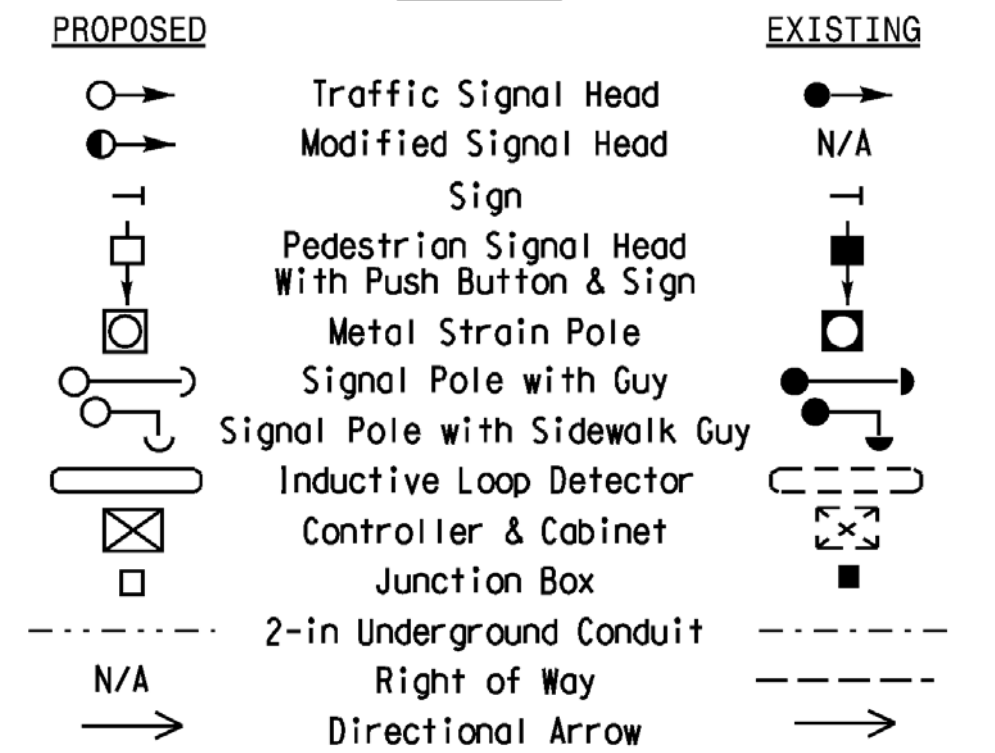 PROPOSED EXISTING
Traffic Signal Head
Modified Signal Head N/A
Sign
Pedestrian Signal Head
With Push Button & Sign
Metal Strain Pole
Signal Pole with Guy
Signal Pole with Sidewalk Guy
Inductive Loop Detector
Controller & Cabinet
Junction Box
2-in Underground Conduit
N/A Right of Way
Directional Arrow